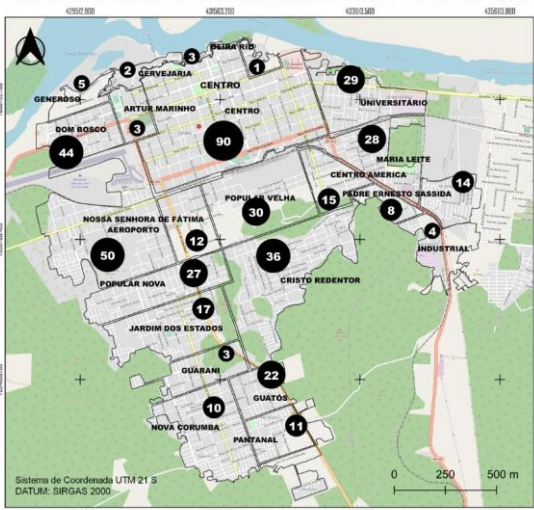 BEIRA RIO
3
1
2
CERVEJARIA
5
29
CENTRO
GENEROSO
UNIVERSITÁRIO
ARTUR MARINHO
CENTRO
3
DOM BOSCO
90
28
44
MARIA LEITE
CENTRO AMERICA
14
PADRE ERNESTO SASSIDA
POPULAR VELHA
15
30
8
NOSSA SENHORA DE FÁTIMA
AEROPORTO
4
12
50
36
INDUSTRIAL
27
POPULAR NOVA
CRISTO REDENTOR
17
JARDIM DOS ESTADOS
3
GUARANI
22
GUATÓS
10
11
NOVA CORUMBA
PANTANAL
Sistema de Coordenada UTM 21 S
DATUM: SIRGAS 2000
0 250 500 m